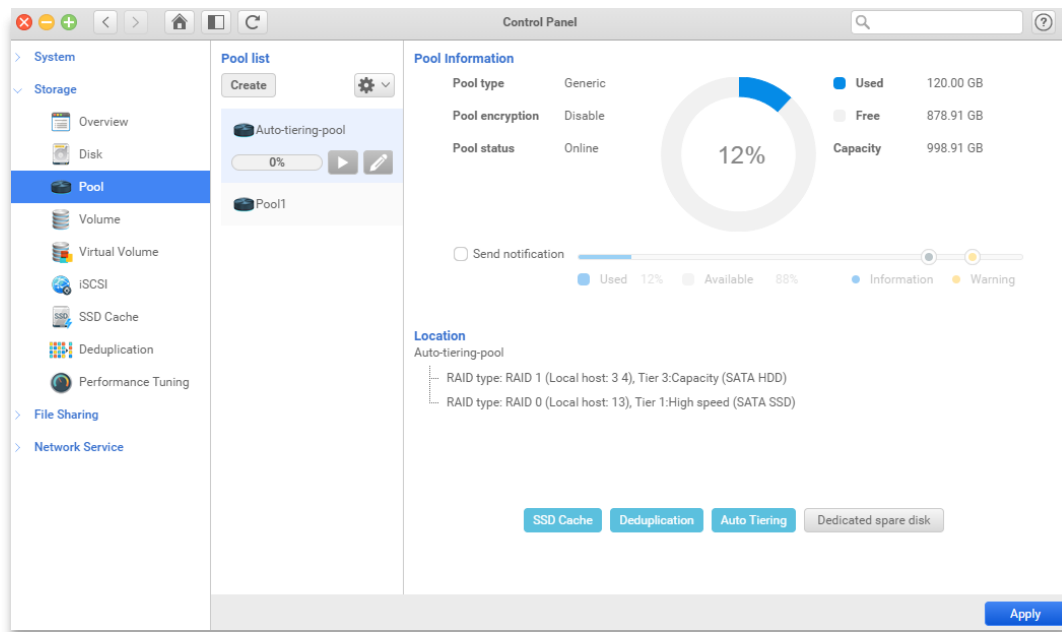 Control Panel
System
Storage
Overview
Disk
Pool
Volume
Virtual Volume
iSCSI
SSD Cache
Deduplication
Performance Tuning
File Sharing
Network Service
Pool list
Create
Auto-tiering-pool
0%
Pool1
Pool Information
Pool type Generic
Pool encryption Disable
Pool status Online
12%
Used 120.00 GB
Free 878.91 GB
Capacity 998.91 GB
Send notification
Used 12% Available 88% Information Warning
Location
Auto-tiering-pool
RAID type: RAID 1 (Local host: 3 4), Tier 3:Capacity (SATA HDD)
RAID type: RAID 0 (Local host: 13), Tier 1:High speed (SATA SSD)
SSD Cache Deduplication Auto Tiering Dedicated spare disk
Apply